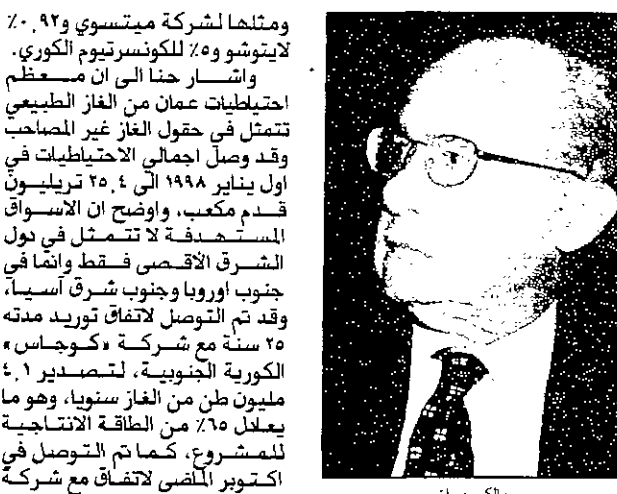 ومثلها لشركة ميتسوي و٠,٩٢٪
لايتوشو و٥٪ للكونسرتيوم الكوري.
واشار حنا الى ان معظم
احتياطيات عمان من الغاز الطبيعي
تتمثل في حقول الغاز غير المصاحب
وقد وصل اجمالي الاحتياطيات في
اول يناير ١٩٩٨ الى ٢٥,٤ تريليون
قدم مكعب، واوضح ان الاسواق
المستهدفة لا تتمثل في دول
الشرق الأقصى فقط وانما في
جنوب اوروبا وجنوب شرق آسيا،
وقد تم التوصل لاتفاق توريد مدته
٢٥ سنة مع شركة «كوجاس»
الكورية الجنوبية، لتصدير ٤,١
مليون طن من الغاز سنويا، وهو ما
يعادل ٦٥٪ من الطاقة الانتاجية
للمشروع، كما تم التوصل في
اكتوبر الماضي لاتفاق مع شركة